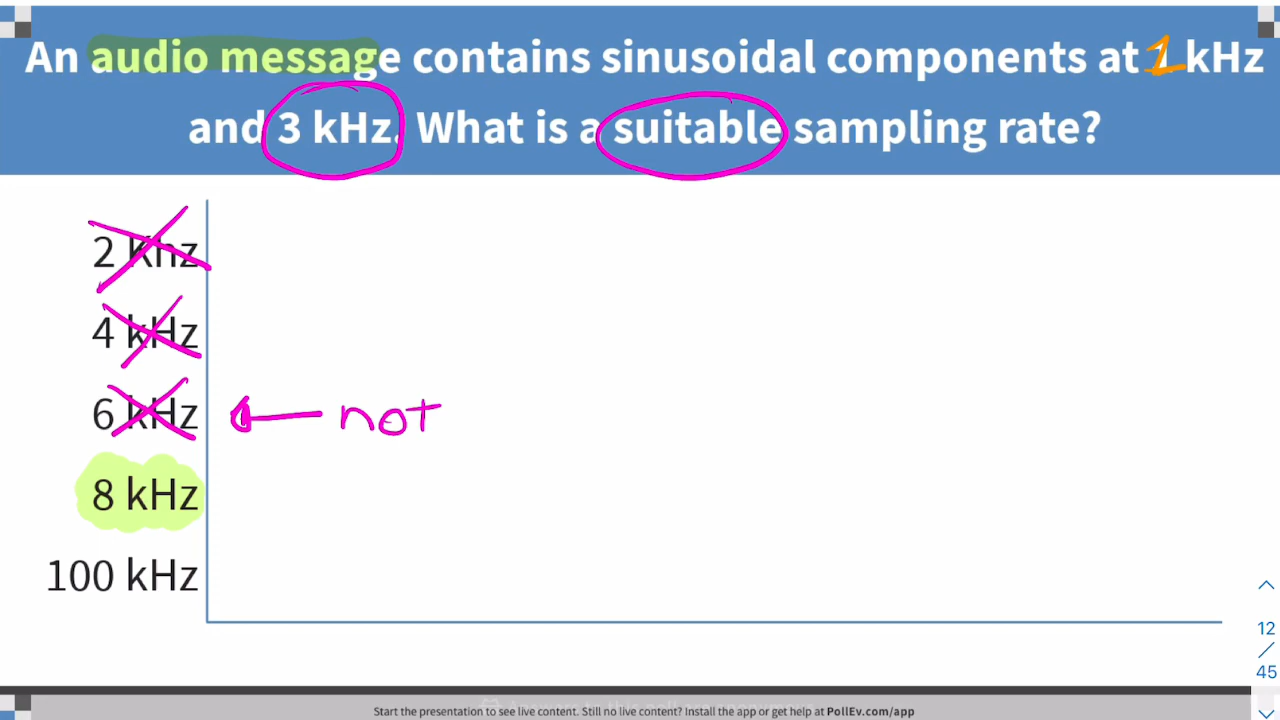 An audio message contains sinusoidal components at 1 kHz
and 3 kHz. What is a suitable sampling rate?
2 Khz
4 kHz
6 kHz
not
8 kHz
100 kHz
12
/
45
Start the presentation to see live content. Still no live content? Install the app or get help at PollEv.com/app